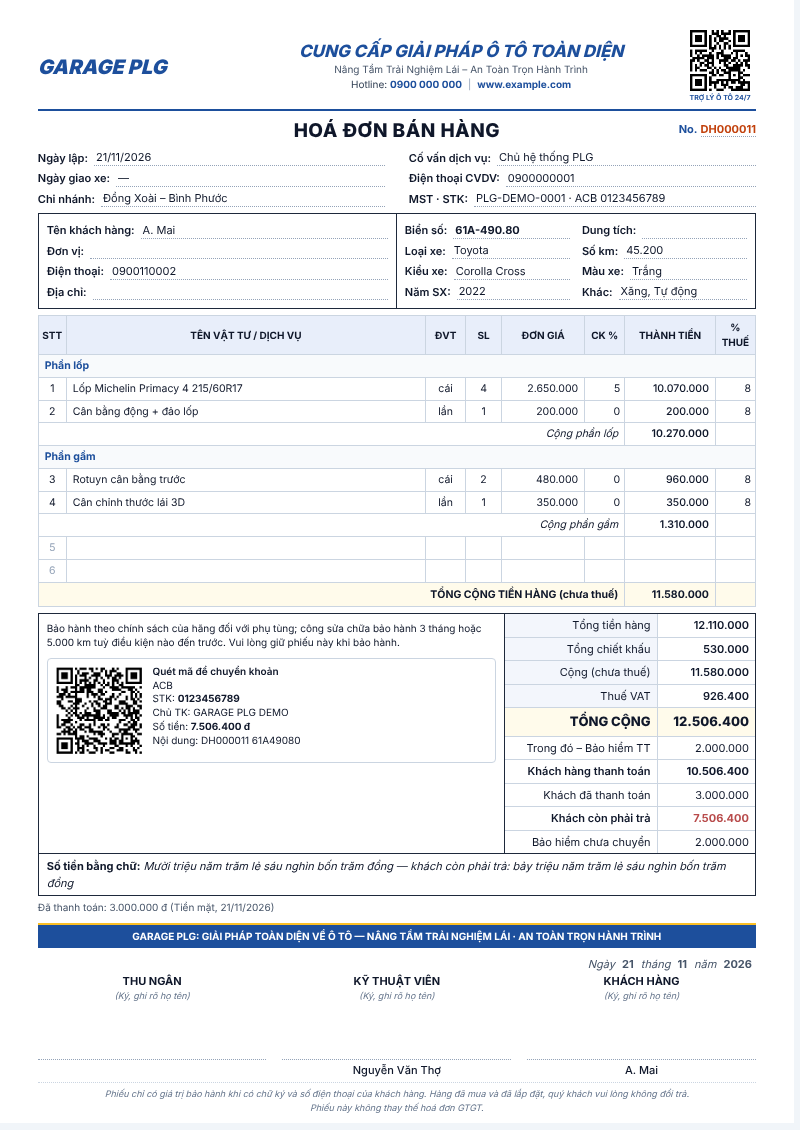 GARAGE PLG
CUNG CẤP GIẢI PHÁP Ô TÔ TOÀN DIỆN
Nâng Tầm Trải Nghiệm Lái – An Toàn Trọn Hành Trình
Hotline: 0900 000 000 | www.example.com
TRỢ LÝ Ô TÔ 24/7
HOÁ ĐƠN BÁN HÀNG
No. DH000011
Ngày lập: 21/11/2026
Cố vấn dịch vụ: Chủ hệ thống PLG
Ngày giao xe: —
Điện thoại CVDV: 0900000001
Chi nhánh: Đồng Xoài – Bình Phước
MST · STK: PLG-DEMO-0001 · ACB 0123456789
Tên khách hàng: A. Mai
Đơn vị:
Điện thoại: 0900110002
Địa chỉ:
Biển số: 61A-490.80 Dung tích:
Loại xe: Toyota Số km: 45.200
Kiểu xe: Corolla Cross Màu xe: Trắng
Năm SX: 2022 Khác: Xăng, Tự động
STT TÊN VẬT TƯ / DỊCH VỤ ĐVT SL ĐƠN GIÁ CK % THÀNH TIỀN % THUẾ
Phần lốp
1 Lốp Michelin Primacy 4 215/60R17 cái 4 2.650.000 5 10.070.000 8
2 Cân bằng động + đảo lốp lần 1 200.000 0 200.000 8
Cộng phần lốp 10.270.000
Phần gầm
3 Rotuyn cân bằng trước cái 2 480.000 0 960.000 8
4 Cân chỉnh thước lái 3D lần 1 350.000 0 350.000 8
Cộng phần gầm 1.310.000
5
6
TỔNG CỘNG TIỀN HÀNG (chưa thuế) 11.580.000
Bảo hành theo chính sách của hãng đối với phụ tùng; công sửa chữa bảo hành 3 tháng hoặc
5.000 km tuỳ điều kiện nào đến trước. Vui lòng giữ phiếu này khi bảo hành.
Quét mã để chuyển khoản
ACB
STK: 0123456789
Chủ TK: GARAGE PLG DEMO
Số tiền: 7.506.400 đ
Nội dung: DH000011 61A49080
Tổng tiền hàng 12.110.000
Tổng chiết khấu 530.000
Cộng (chưa thuế) 11.580.000
Thuế VAT 926.400
TỔNG CỘNG 12.506.400
Trong đó – Bảo hiểm TT 2.000.000
Khách hàng thanh toán 10.506.400
Khách đã thanh toán 3.000.000
Khách còn phải trả 7.506.400
Bảo hiểm chưa chuyển 2.000.000
Số tiền bằng chữ: Mười triệu năm trăm lẻ sáu nghìn bốn trăm đồng — khách còn phải trả: bảy triệu năm trăm lẻ sáu nghìn bốn trăm
đồng
Đã thanh toán: 3.000.000 đ (Tiền mặt, 21/11/2026)
GARAGE PLG: GIẢI PHÁP TOÀN DIỆN VỀ Ô TÔ — NÂNG TẦM TRẢI NGHIỆM LÁI · AN TOÀN TRỌN HÀNH TRÌNH
Ngày 21 tháng 11 năm 2026
THU NGÂN KỸ THUẬT VIÊN KHÁCH HÀNG
(Ký, ghi rõ họ tên) (Ký, ghi rõ họ tên) (Ký, ghi rõ họ tên)
Nguyễn Văn Thợ A. Mai
Phiếu chỉ có giá trị bảo hành khi có chữ ký và số điện thoại của khách hàng. Hàng đã mua và đã lắp đặt, quý khách vui lòng không đổi trả.
Phiếu này không thay thế hoá đơn GTGT.